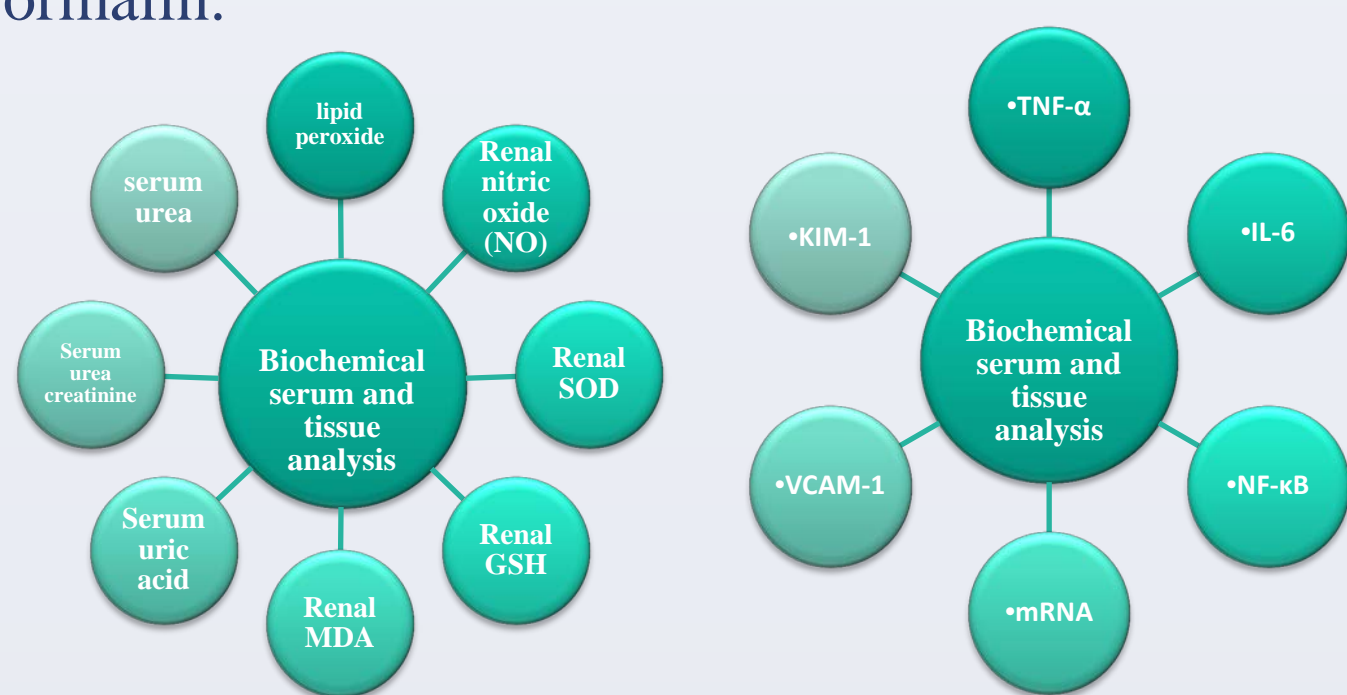 lipid
peroxide
Renal
nitric
oxide
(NO)
Renal
SOD
Renal
GSH
Renal
MDA
Serum
uric
acid
Serum
urea
creatinine
serum
urea
Biochemical
serum and
tissue
analysis
•TNF-α
•IL-6
•NF-κB
•mRNA
•VCAM-1
•KIM-1
Biochemical
serum and
tissue
analysis